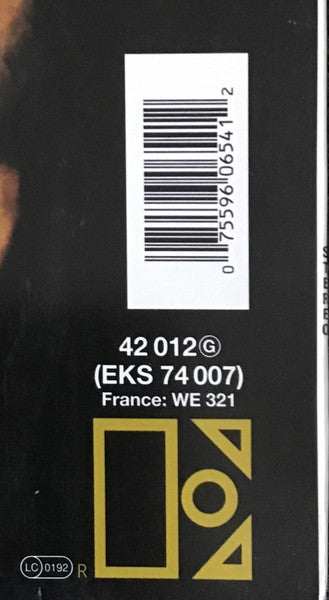 0 75596 06541 2
42 012 Ⓖ
(EKS 74 007)
France: WE 321
LC 0192 R